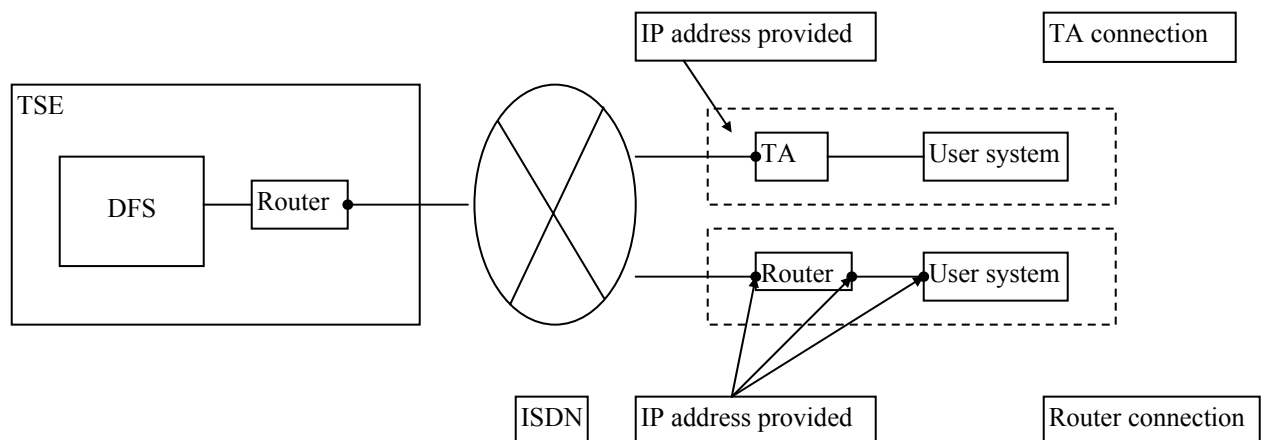 IP address provided
TA connection
TSE
TA
User system
DFS
Router
Router
User system
ISDN
IP address provided
Router connection